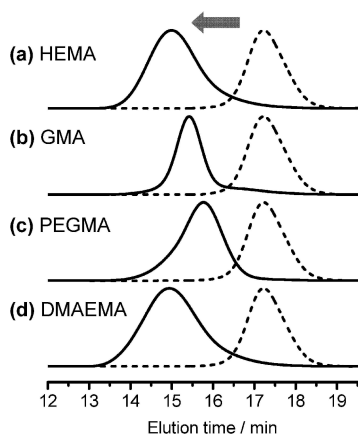 (a) HEMA
(b) GMA
(c) PEGMA
(d) DMAEMA
12 13 14 15 16 17 18 19
Elution time / min